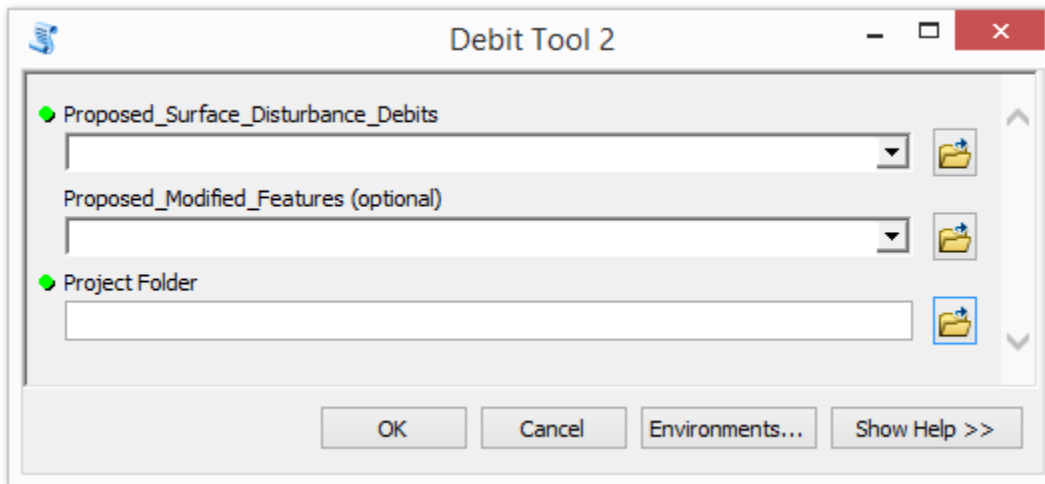 Debit Tool 2
Proposed_Surface_Disturbance_Debits
Proposed_Modified_Features (optional)
Project Folder
OK Cancel Environments... Show Help >>